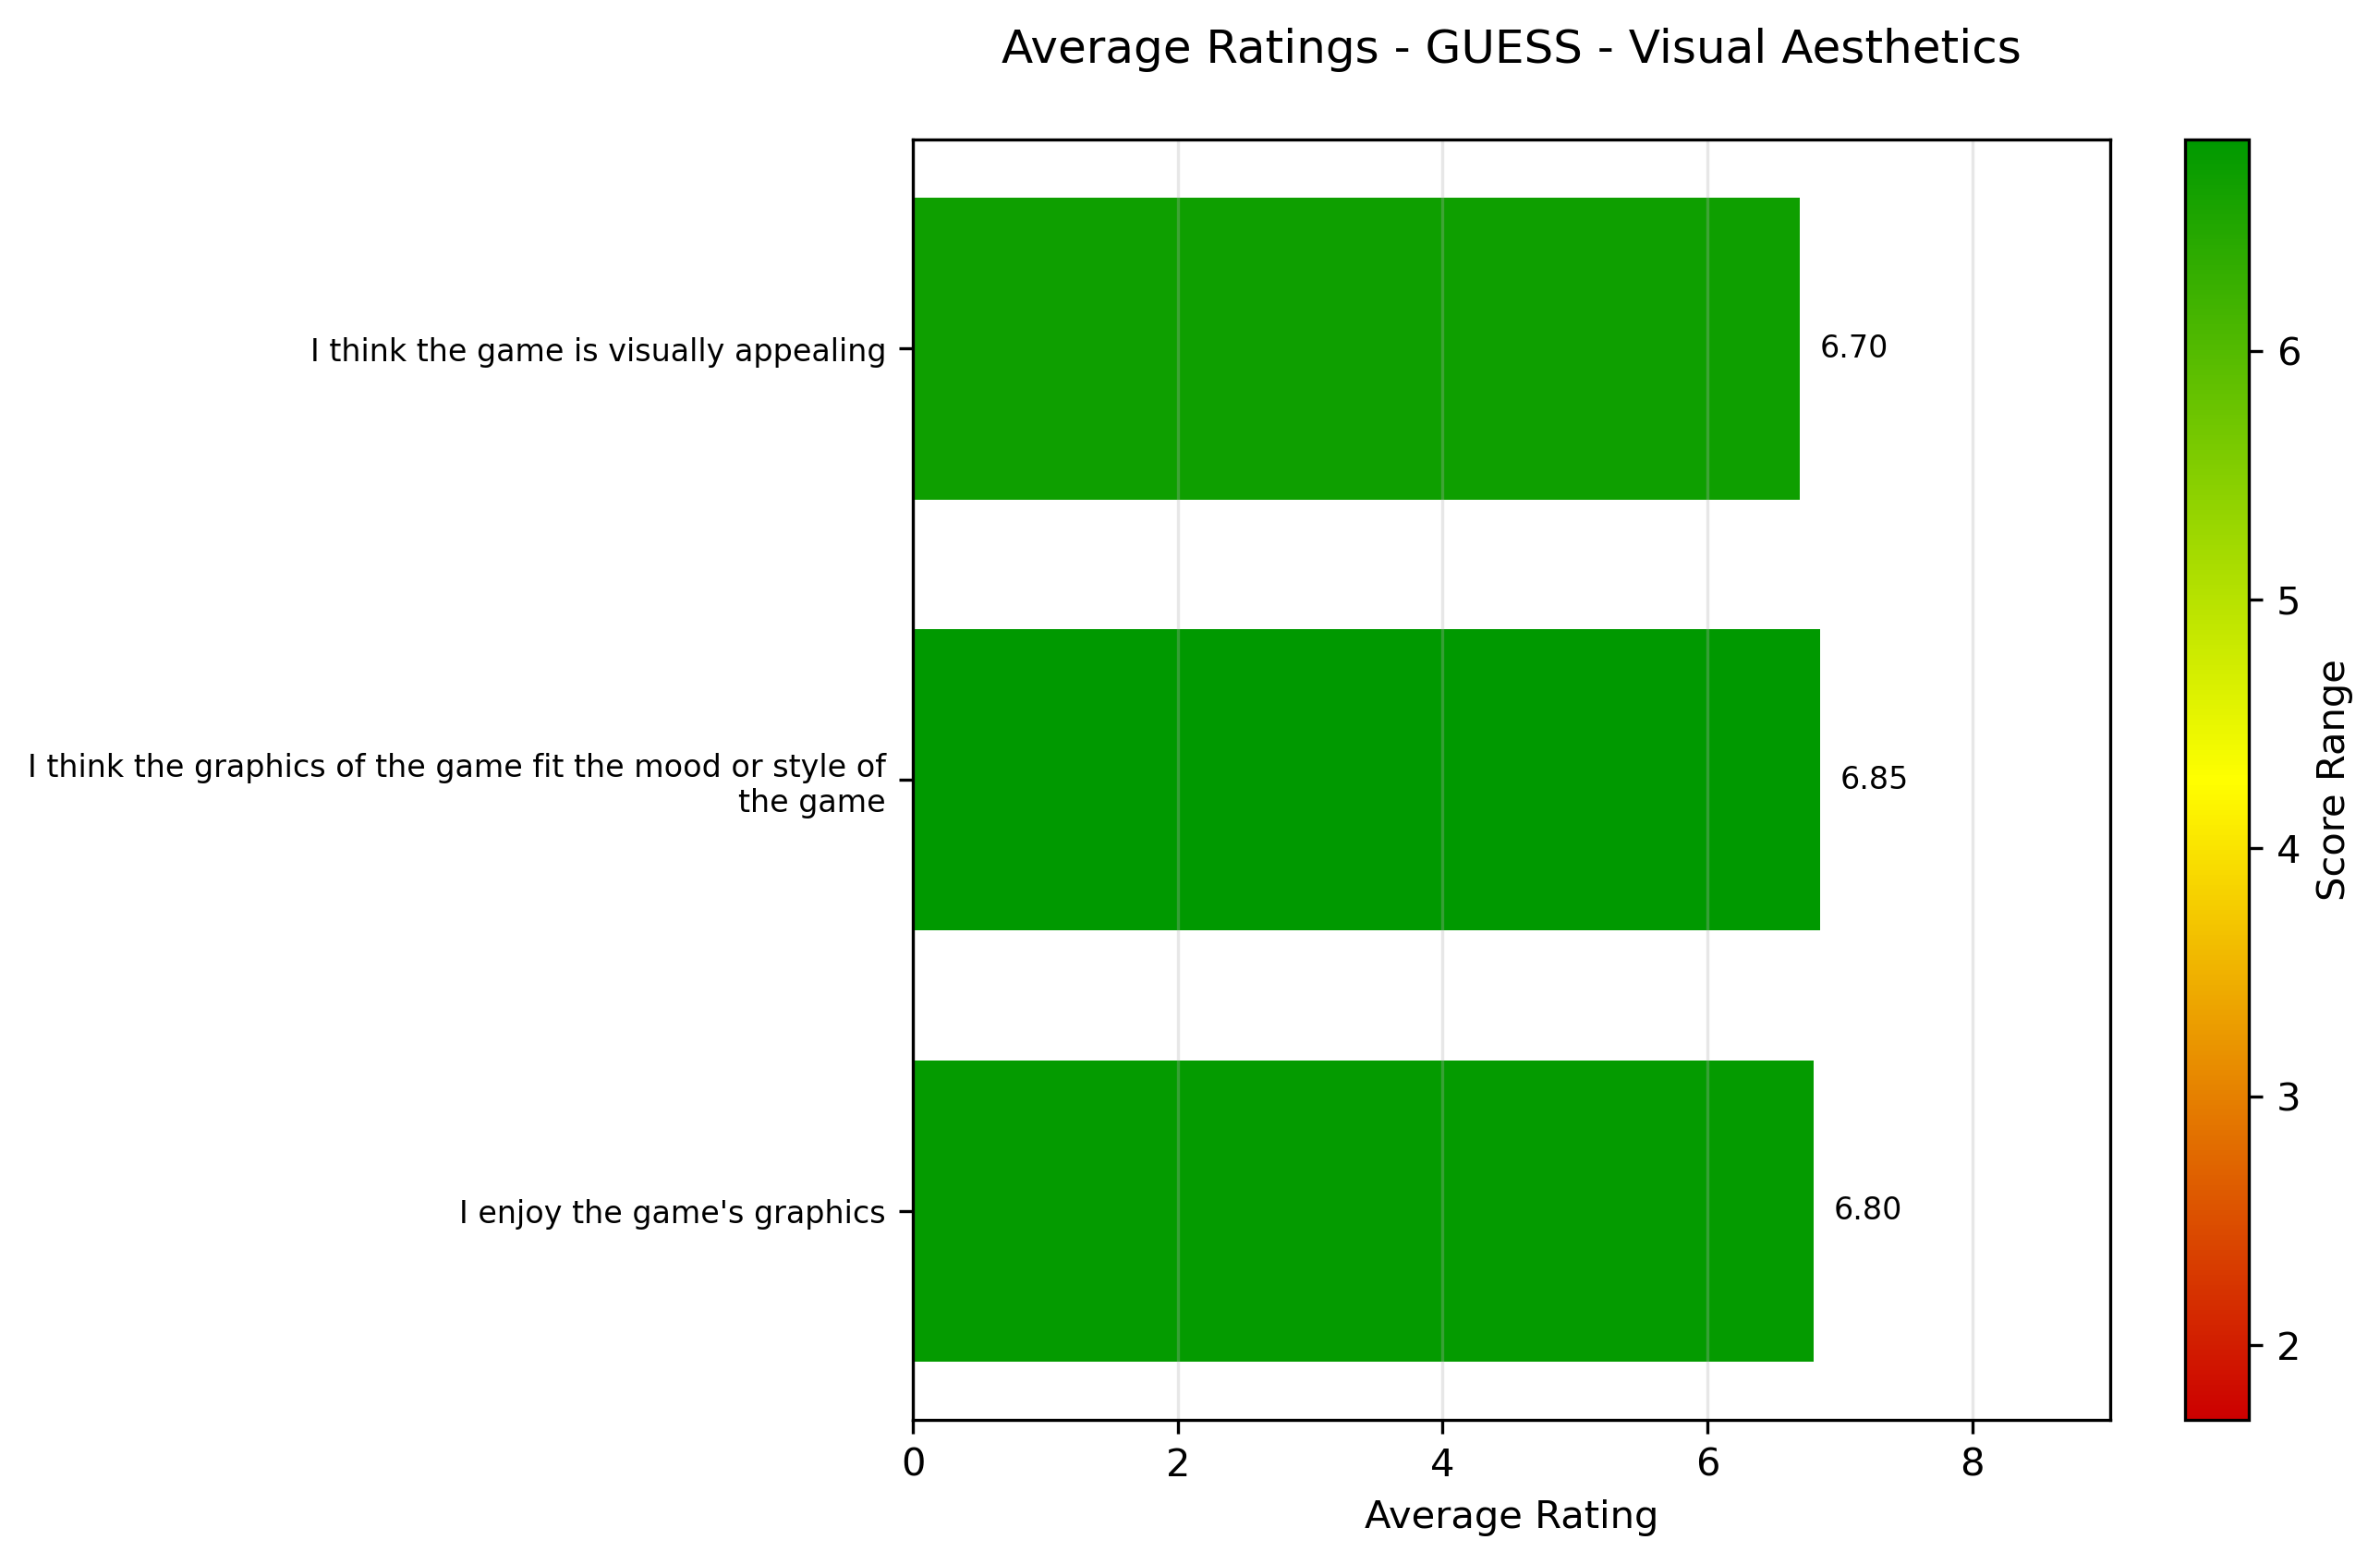 Average Ratings - GUESS - Visual Aesthetics
I think the game is visually appealing
6.70
I think the graphics of the game fit the mood or style of
the game
6.85
I enjoy the game's graphics
6.80
0
2
4
6
8
Average Rating
6
5
4
3
2
Score Range